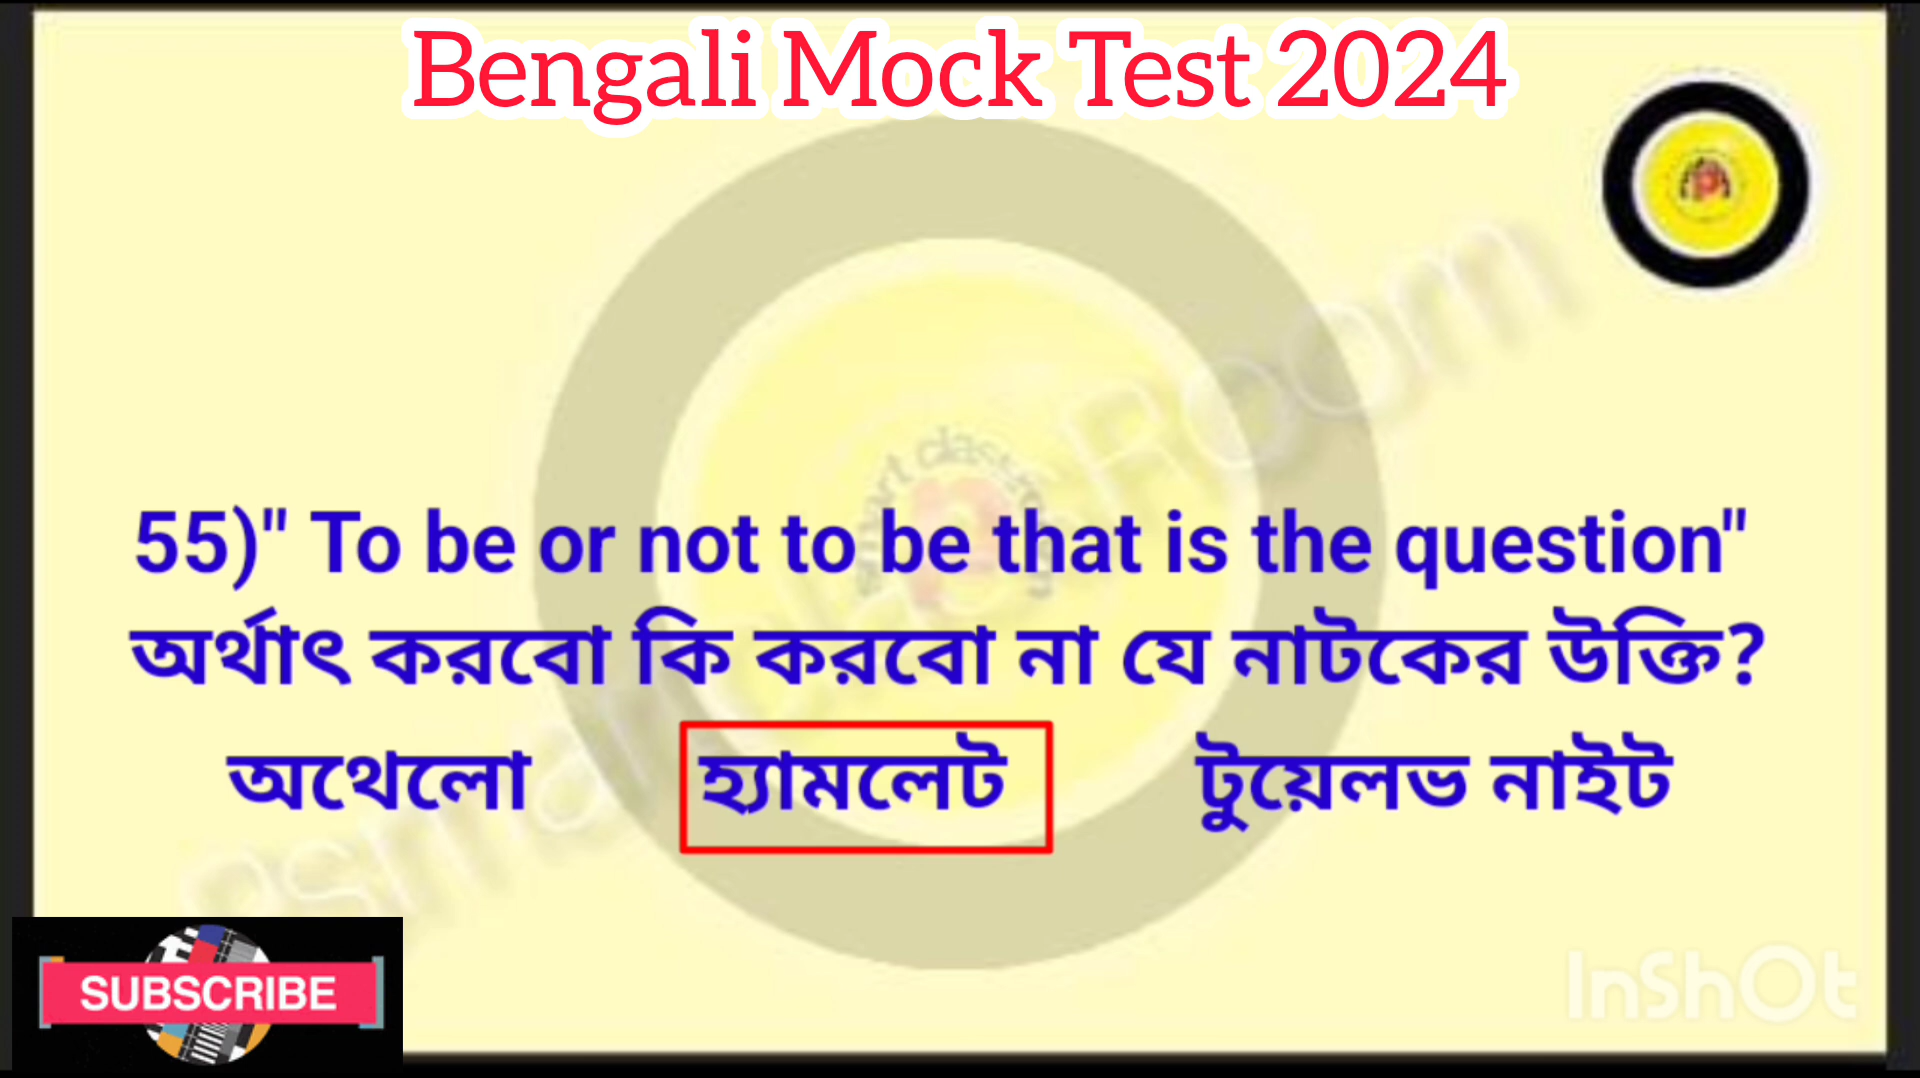 Bengali Mock Test 2024
55)" To be or not to be that is the question"
অর্থাৎ করবো কি করবো না যে নাটকের উক্তি?
অথেলো হ্যামলেট টুয়েলভ নাইট
SUBSCRIBE
InShOt